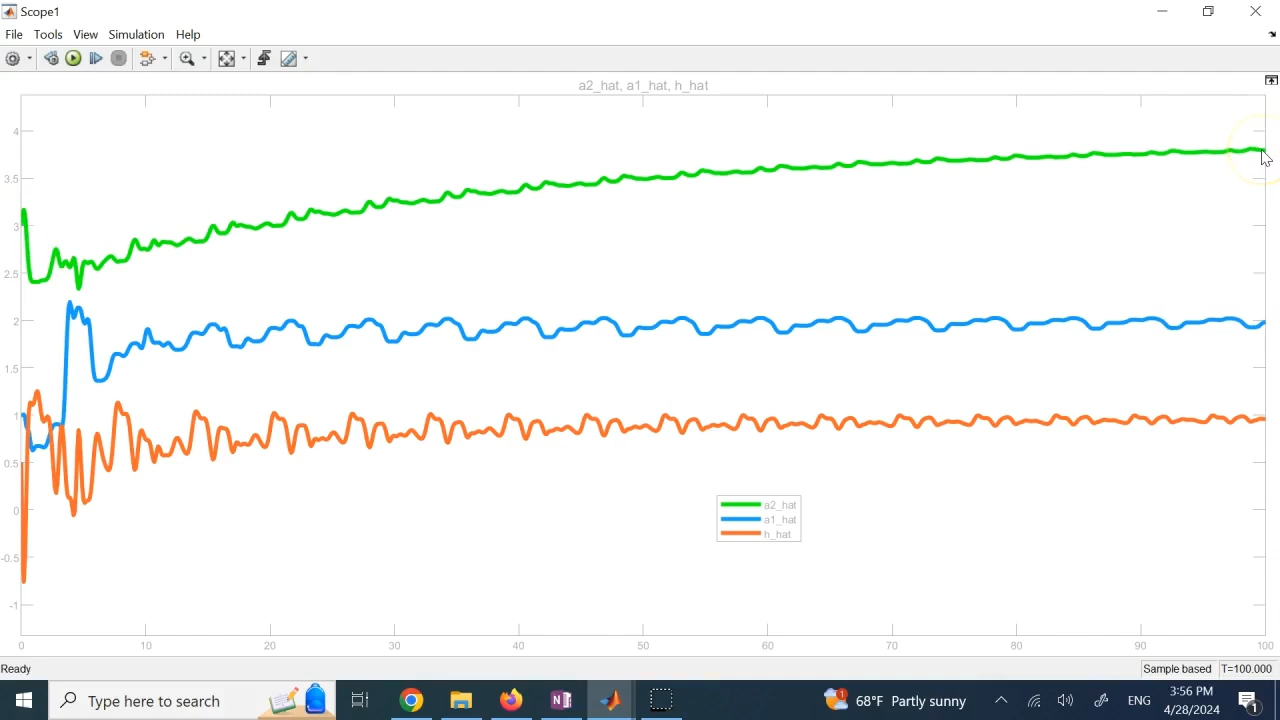 Scope1
File Tools View Simulation Help
a2_hat, a1_hat, h_hat
4
3.5
3
2.5
2
1.5
1
0.5
0
-0.5
-1
a2_hat
a1_hat
h_hat
0 10 20 30 40 50 60 70 80 90 100
Ready
Sample based T=100.000
Type here to search
1
68°F Partly sunny
ENG
3:56 PM
4/28/2024
1